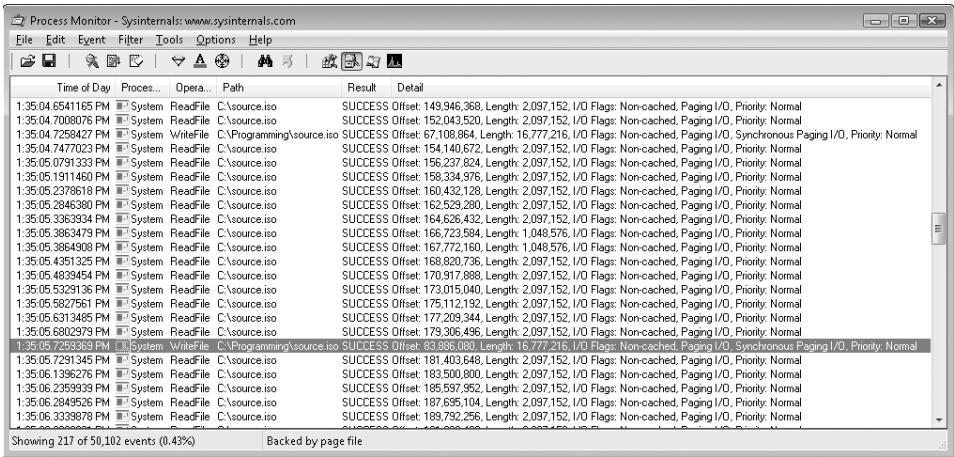 Process Monitor - Sysinternals: www.sysinternals.com
File Edit Event Filter Tools Options Help
Time of Day Proces... Opera... Path Result Detail
1:35:04.6541165 PM System ReadFile C:\source.iso SUCCESS Offset: 149,946,368, Length: 2,097,152, I/O Flags: Non-cached, Paging I/O, Priority: Normal
1:35:04.7008076 PM System ReadFile C:\source.iso SUCCESS Offset: 152,043,520, Length: 2,097,152, I/O Flags: Non-cached, Paging I/O, Priority: Normal
1:35:04.7258427 PM System WriteFile C:\Programming\source.iso SUCCESS Offset: 67,108,864, Length: 16,777,216, I/O Flags: Non-cached, Paging I/O, Synchronous Paging I/O, Priority: Normal
1:35:04.7477023 PM System ReadFile C:\source.iso SUCCESS Offset: 154,140,672, Length: 2,097,152, I/O Flags: Non-cached, Paging I/O, Priority: Normal
1:35:05.0791333 PM System ReadFile C:\source.iso SUCCESS Offset: 156,237,824, Length: 2,097,152, I/O Flags: Non-cached, Paging I/O, Priority: Normal
1:35:05.1911460 PM System ReadFile C:\source.iso SUCCESS Offset: 158,334,976, Length: 2,097,152, I/O Flags: Non-cached, Paging I/O, Priority: Normal
1:35:05.2378618 PM System ReadFile C:\source.iso SUCCESS Offset: 160,432,128, Length: 2,097,152, I/O Flags: Non-cached, Paging I/O, Priority: Normal
1:35:05.2846380 PM System ReadFile C:\source.iso SUCCESS Offset: 162,529,280, Length: 2,097,152, I/O Flags: Non-cached, Paging I/O, Priority: Normal
1:35:05.3363934 PM System ReadFile C:\source.iso SUCCESS Offset: 164,626,432, Length: 2,097,152, I/O Flags: Non-cached, Paging I/O, Priority: Normal
1:35:05.3863479 PM System ReadFile C:\source.iso SUCCESS Offset: 166,723,584, Length: 1,048,576, I/O Flags: Non-cached, Paging I/O, Priority: Normal
1:35:05.3864908 PM System ReadFile C:\source.iso SUCCESS Offset: 167,772,160, Length: 1,048,576, I/O Flags: Non-cached, Paging I/O, Priority: Normal
1:35:05.4351325 PM System ReadFile C:\source.iso SUCCESS Offset: 168,820,736, Length: 2,097,152, I/O Flags: Non-cached, Paging I/O, Priority: Normal
1:35:05.4839454 PM System ReadFile C:\source.iso SUCCESS Offset: 170,917,888, Length: 2,097,152, I/O Flags: Non-cached, Paging I/O, Priority: Normal
1:35:05.5329136 PM System ReadFile C:\source.iso SUCCESS Offset: 173,015,040, Length: 2,097,152, I/O Flags: Non-cached, Paging I/O, Priority: Normal
1:35:05.5827561 PM System ReadFile C:\source.iso SUCCESS Offset: 175,112,192, Length: 2,097,152, I/O Flags: Non-cached, Paging I/O, Priority: Normal
1:35:05.6313485 PM System ReadFile C:\source.iso SUCCESS Offset: 177,209,344, Length: 2,097,152, I/O Flags: Non-cached, Paging I/O, Priority: Normal
1:35:05.6802979 PM System ReadFile C:\source.iso SUCCESS Offset: 179,306,496, Length: 2,097,152, I/O Flags: Non-cached, Paging I/O, Priority: Normal
1:35:05.7259369 PM System WriteFile C:\Programming\source.iso SUCCESS Offset: 83,886,080, Length: 16,777,216, I/O Flags: Non-cached, Paging I/O, Synchronous Paging I/O, Priority: Normal
1:35:05.7291345 PM System ReadFile C:\source.iso SUCCESS Offset: 181,403,648, Length: 2,097,152, I/O Flags: Non-cached, Paging I/O, Priority: Normal
1:35:06.1396276 PM System ReadFile C:\source.iso SUCCESS Offset: 183,500,800, Length: 2,097,152, I/O Flags: Non-cached, Paging I/O, Priority: Normal
1:35:06.2359939 PM System ReadFile C:\source.iso SUCCESS Offset: 185,597,952, Length: 2,097,152, I/O Flags: Non-cached, Paging I/O, Priority: Normal
1:35:06.2849526 PM System ReadFile C:\source.iso SUCCESS Offset: 187,695,104, Length: 2,097,152, I/O Flags: Non-cached, Paging I/O, Priority: Normal
1:35:06.3339878 PM System ReadFile C:\source.iso SUCCESS Offset: 189,792,256, Length: 2,097,152, I/O Flags: Non-cached, Paging I/O, Priority: Normal
Showing 217 of 50,102 events (0.43%) Backed by page file